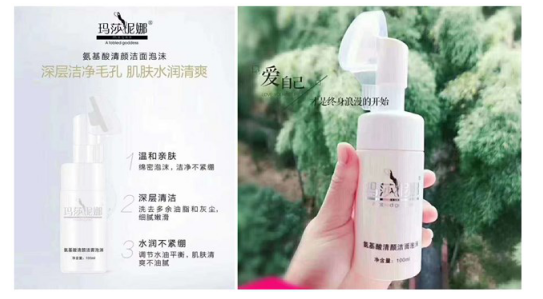 玛莎妮娜®
A fairest goddess
氨基酸清颜洁面泡沫
深层洁净毛孔 肌肤水润清爽
1 温和亲肤
绵密泡沫，洁净不紧绷
2 深层清洁
洗去多余油脂和灰尘，
细腻嫩滑
3 水润不紧绷
调节水油平衡，肌肤清
爽不油腻
玛莎妮娜
氨基酸清颜洁面泡沫
净含量：100ml
「爱自己
才是终身浪漫的开始
玛莎妮娜
氨基酸清颜洁面泡沫
净含量：100ml